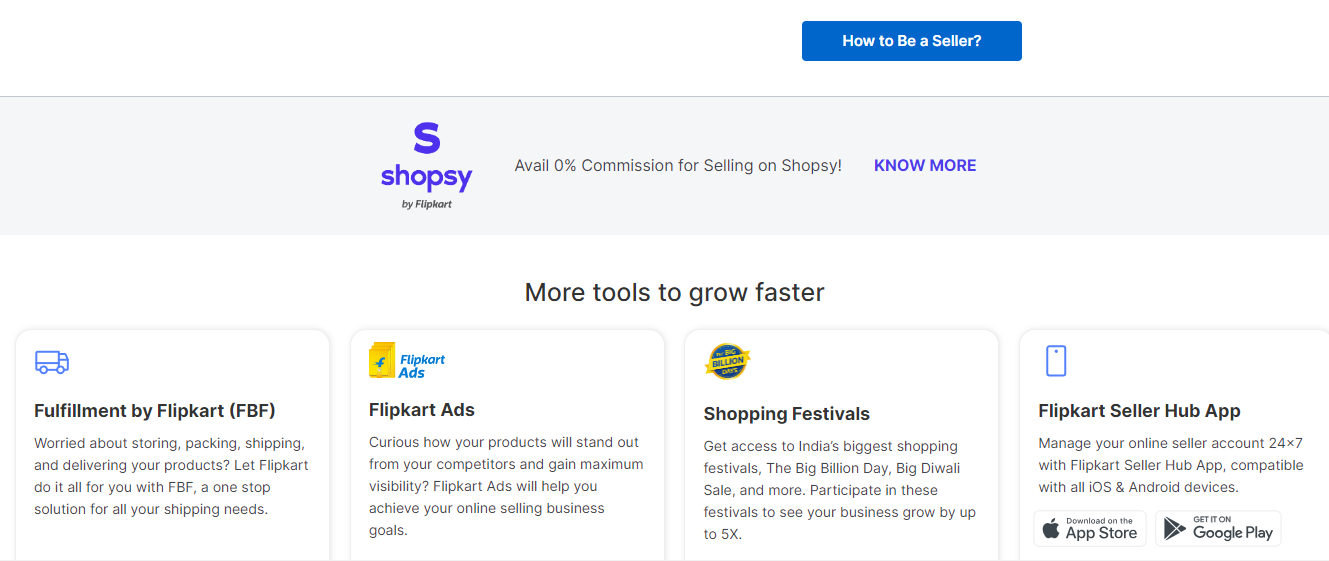 How to Be a Seller?
S
shopsy
by Flipkart
Avail 0% Commission for Selling on Shopsy!
KNOW MORE
More tools to grow faster
Fulfillment by Flipkart (FBF)
Worried about storing, packing, shipping,
and delivering your products? Let Flipkart
do it all for you with FBF, a one stop
solution for all your shipping needs.
Flipkart
Ads
Flipkart Ads
Curious how your products will stand out
from your competitors and gain maximum
visibility? Flipkart Ads will help you
achieve your online selling business
goals.
THE BIG
BILLION
DAYS
Shopping Festivals
Get access to India’s biggest shopping
festivals, The Big Billion Day, Big Diwali
Sale, and more. Participate in these
festivals to see your business grow by up
to 5X.
Flipkart Seller Hub App
Manage your online seller account 24×7
with Flipkart Seller Hub App, compatible
with all iOS & Android devices.
Download on the
App Store
GET IT ON
Google Play